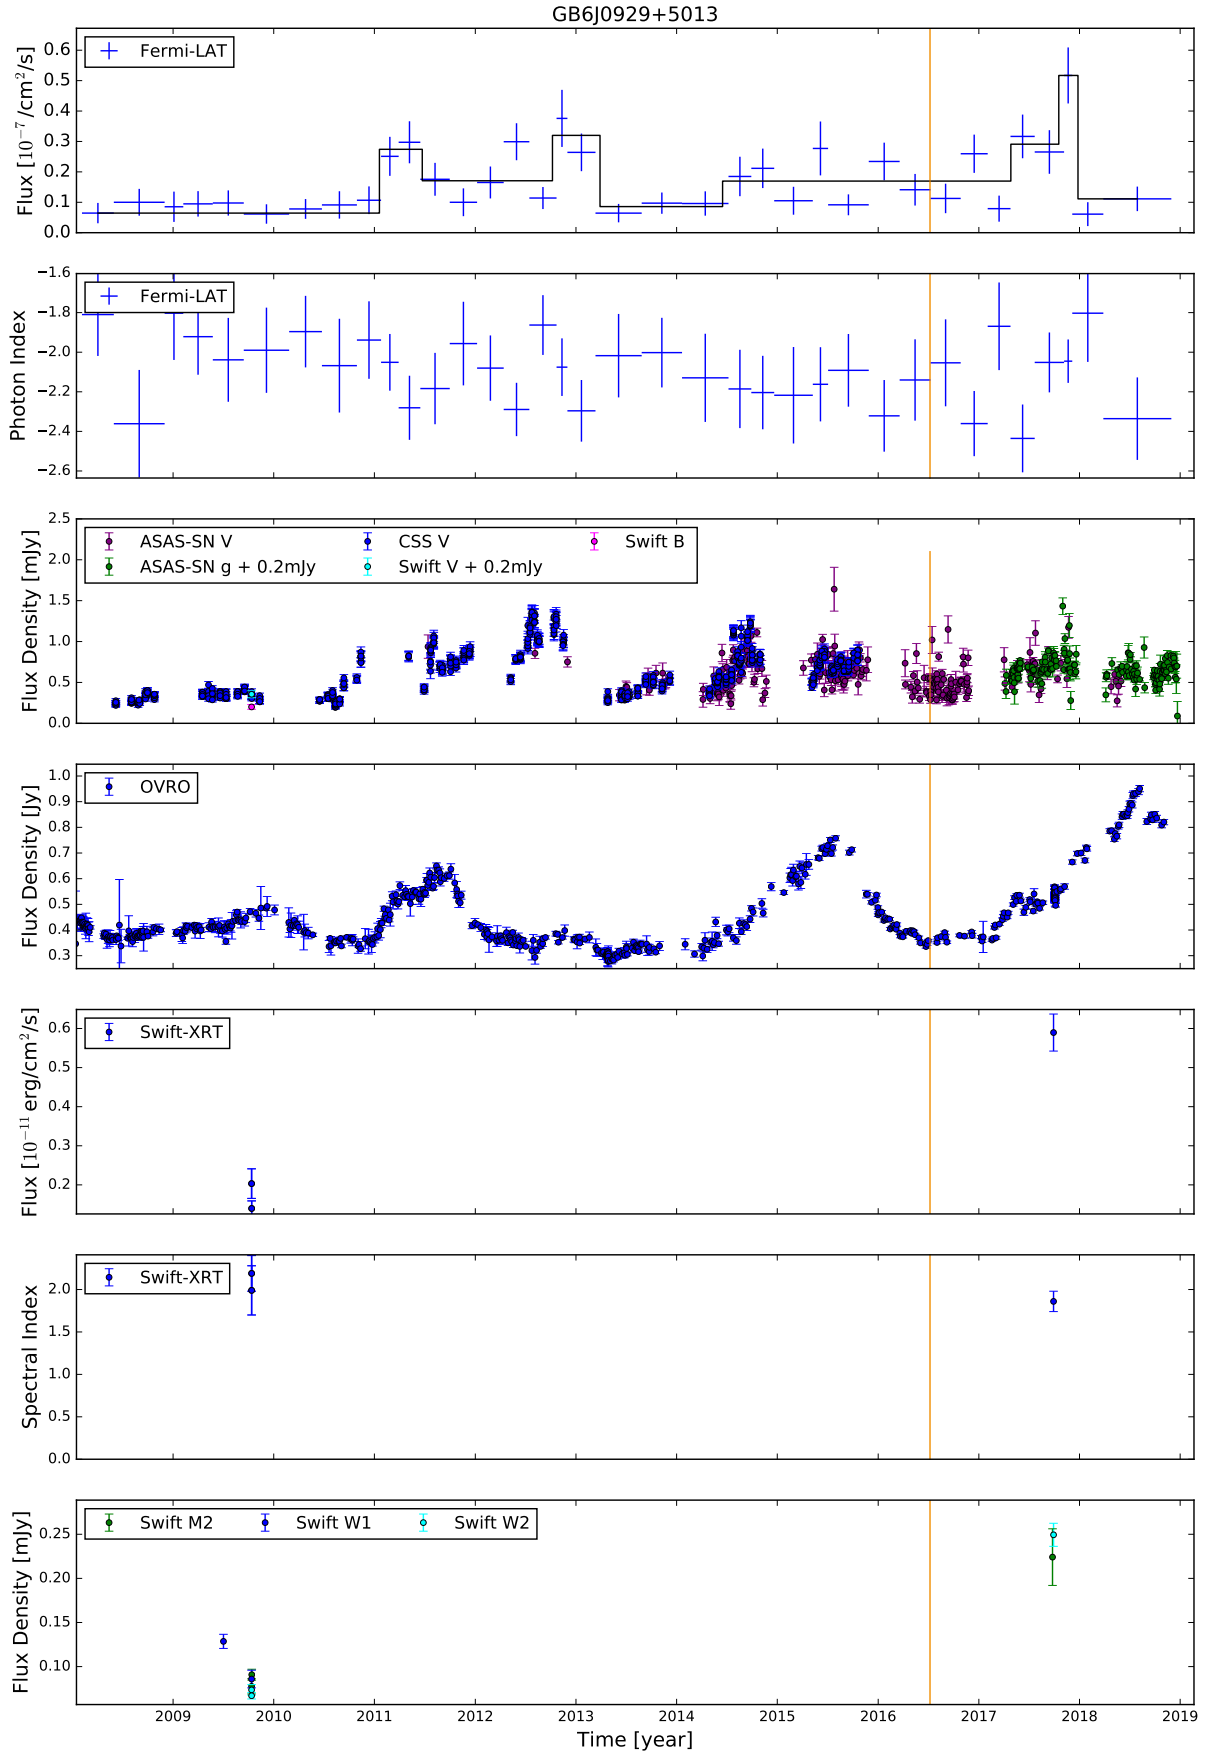 GB6J0929+5013
Flux [10^−7 /cm^2/s]
0.6
0.5
0.4
0.3
0.2
0.1
0.0
Fermi-LAT
Photon Index
−1.6
−1.8
−2.0
−2.2
−2.4
−2.6
Fermi-LAT
Flux Density [mJy]
2.5
2.0
1.5
1.0
0.5
0.0
ASAS-SN V
CSS V
Swift B
ASAS-SN g + 0.2mJy
Swift V + 0.2mJy
Flux Density [Jy]
1.0
0.9
0.8
0.7
0.6
0.5
0.4
0.3
OVRO
Flux [10^−11 erg/cm^2/s]
0.6
0.5
0.4
0.3
0.2
Swift-XRT
Spectral Index
2.0
1.5
1.0
0.5
0.0
Swift-XRT
Flux Density [mJy]
0.25
0.20
0.15
0.10
Swift M2
Swift W1
Swift W2
2009 2010 2011 2012 2013 2014 2015 2016 2017 2018 2019
Time [year]